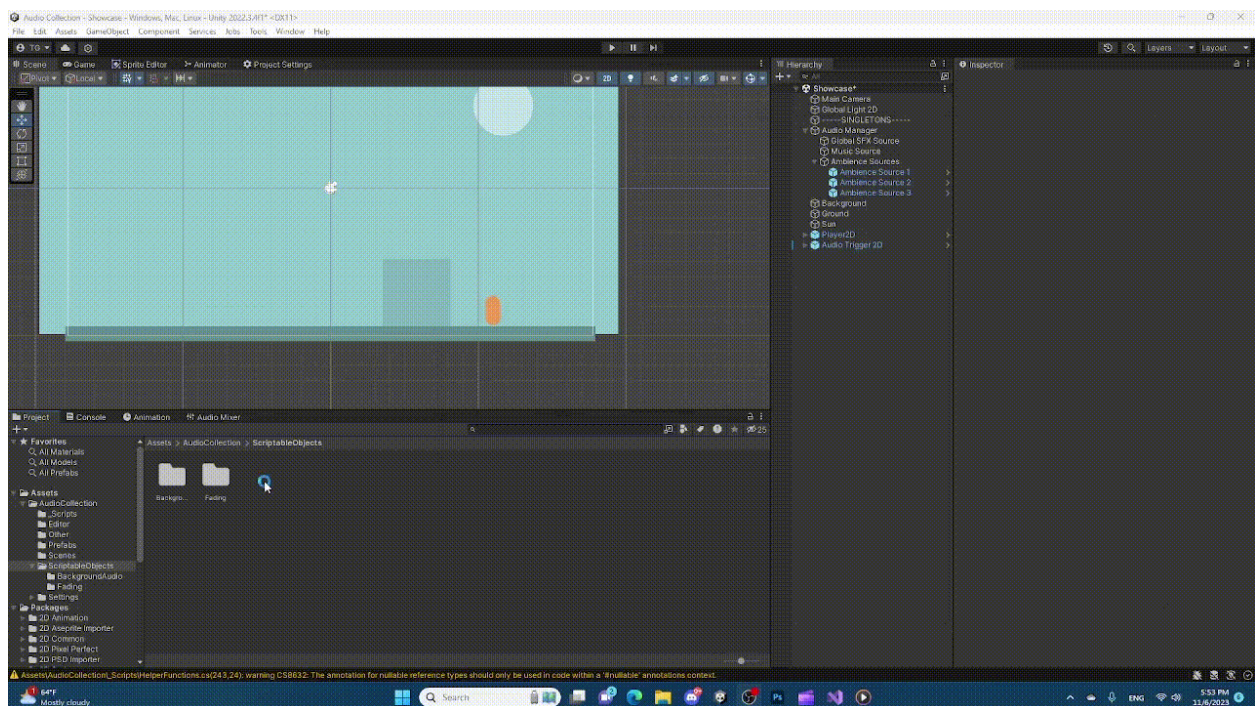 Audio Collection - Showcase - Windows, Mac, Linux - Unity 2022.3.4f1* <DX11>
File Edit Assets GameObject Component Services Jobs Tools Window Help
TG Layers Layout
Scene Game Sprite Editor Animator Project Settings
Pivot Local 2D
Hierarchy
All
Showcase*
Main Camera
Global Light 2D
-----SINGLETONS-----
Audio Manager
Global SFX Source
Music Source
Ambience Sources
Ambience Source 1
Ambience Source 2
Ambience Source 3
Background
Ground
Sun
Player2D
Audio Trigger 2D
Inspector
Project Console Animation Audio Mixer
25
Favorites
All Materials
All Models
All Prefabs
Assets
AudioCollection
_Scripts
Editor
Other
Prefabs
Scenes
ScriptableObjects
BackgroundAudio
Fading
Settings
Packages
2D Animation
2D Aseprite Importer
2D Common
2D Pixel Perfect
2D PSD Importer
Assets > AudioCollection > ScriptableObjects
Backgro... Fading
Assets\AudioCollection\_Scripts\HelperFunctions.cs(243,24): warning CS8632: The annotation for nullable reference types should only be used in code within a '#nullable' annotations context.
1
64°F
Mostly cloudy
Search
Ps
ENG
5:53 PM
11/6/2023